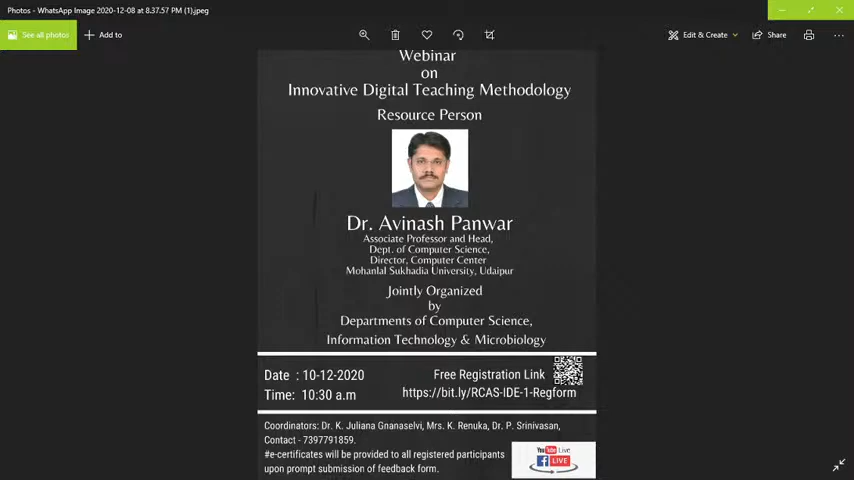 Photos - WhatsApp Image 2020-12-08 at 8.37.57 PM (1).jpeg
See all photos
Add to
Edit & Create
Share
Webinar
on
Innovative Digital Teaching Methodology
Resource Person
Dr. Avinash Panwar
Associate Professor and Head,
Dept. of Computer Science,
Director, Computer Center
Mohanlal Sukhadia University, Udaipur
Jointly Organized
by
Departments of Computer Science,
Information Technology & Microbiology
Date : 10-12-2020
Time: 10:30 a.m
Free Registration Link
https://bit.ly/RCAS-IDE-1-Regform
Coordinators: Dr. K. Juliana Gnanaselvi, Mrs. K. Renuka, Dr. P. Srinivasan,
Contact - 7397791859.
#e-certificates will be provided to all registered participants
upon prompt submission of feedback form.
YouTube Live
LIVE